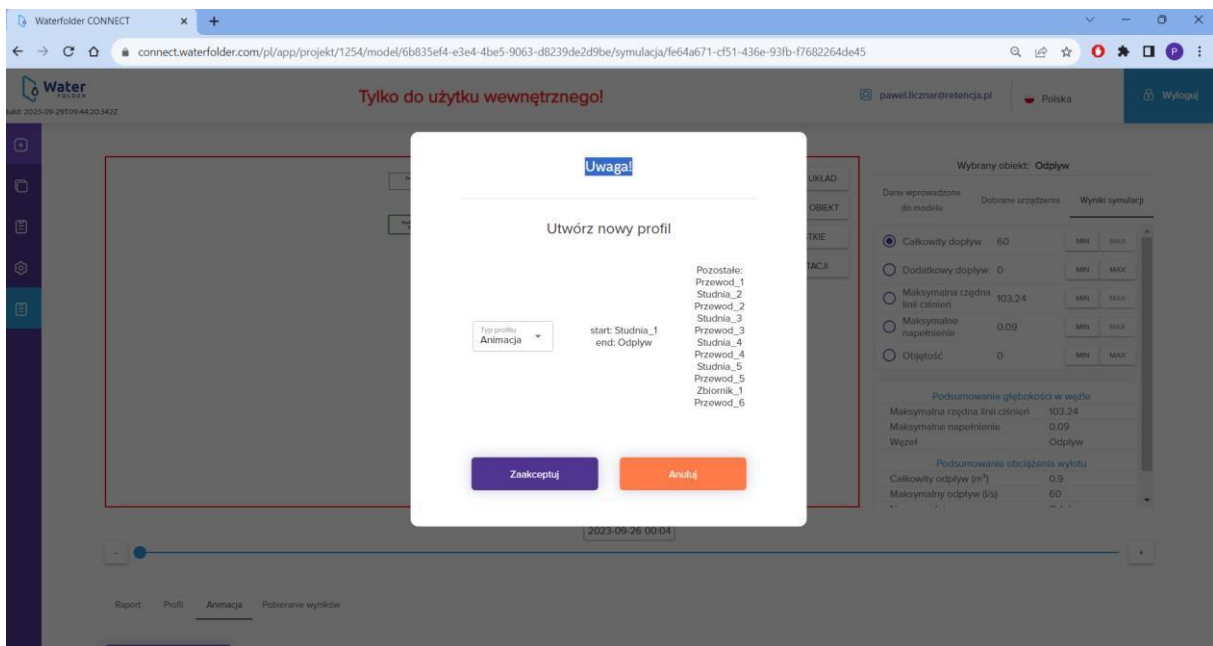 Waterfolder CONNECT
connect.waterfolder.com/pl/app/projekt/1254/model/6b835ef4-e3e4-4be5-9063-d8239de2d9be/symulacja/fe64a671-cf51-436e-93fb-f7682264de45
P
Water
FOLDER
2023-09-29T09:44:20.342Z
Tylko do użytku wewnętrznego!
pawel.licznar@retencja.pl
Polska
Wyloguj
Uwaga!
Utwórz nowy profil
Typ profilu
Animacja
start: Studnia_1
end: Odpływ
Pozostałe:
Przewod_1
Studnia_2
Przewod_2
Studnia_3
Przewod_3
Studnia_4
Przewod_4
Studnia_5
Przewod_5
Zbiornik_1
Przewod_6
Zaakceptuj
Anuluj
UKŁAD
OBIEKT
Wybrany obiekt: Odpływ
Dane wprowadzone do modelu
Dobrane urządzenia
Wyniki symulacji
Całkowity dopływ 60 MIN MAX
Dodatkowy dopływ 0 MIN MAX
Maksymalna rzędna linii ciśnień 103.24 MIN MAX
Maksymalne napełnienie 0.09 MIN MAX
Objętość 0 MIN MAX
Podsumowanie głębokości w węźle
Maksymalna rzędna linii ciśnień 103.24
Maksymalne napełnienie 0.09
Węzeł Odpływ
Podsumowanie obciążenia wylotu
Całkowity odpływ (m³) 0.9
Maksymalny odpływ (l/s) 60
2023-09-26 00:04
- +
Raport Profil Animacja Pobieranie wyników